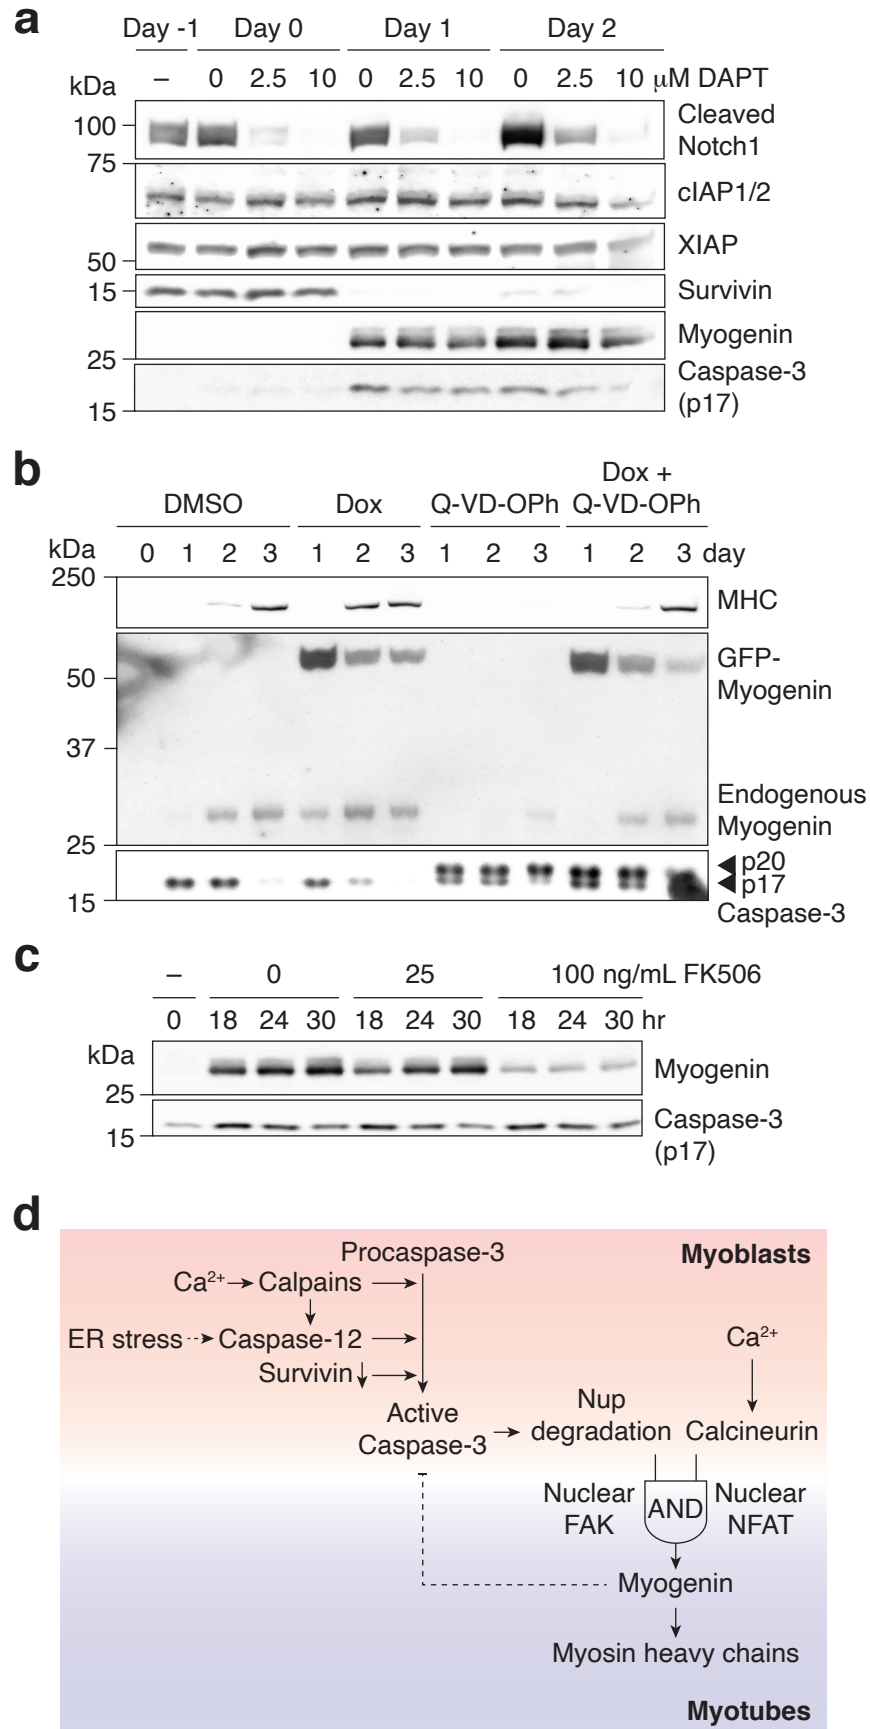 a
Day -1 Day 0 Day 1 Day 2
kDa – 0 2.5 10 0 2.5 10 0 2.5 10 μM DAPT
100
Cleaved
Notch1
75
cIAP1/2
XIAP
50
15
Survivin
Myogenin
25
Caspase-3
(p17)
15
b
DMSO Dox Q-VD-OPh Dox +
Q-VD-OPh
kDa 0 1 2 3 1 2 3 1 2 3 1 2 3 day
250
MHC
GFP-
Myogenin
50
37
Endogenous
Myogenin
25
p20
p17
15
Caspase-3
c
– 0 25 100 ng/mL FK506
0 18 24 30 18 24 30 18 24 30 hr
kDa
Myogenin
25
Caspase-3
(p17)
15
d
Procaspase-3 Myoblasts
Ca²⁺ Calpains
ER stress Caspase-12 Ca²⁺
Survivin
Active
Caspase-3
Nup
degradation Calcineurin
Nuclear
FAK
AND
Nuclear
NFAT
Myogenin
Myosin heavy chains
Myotubes